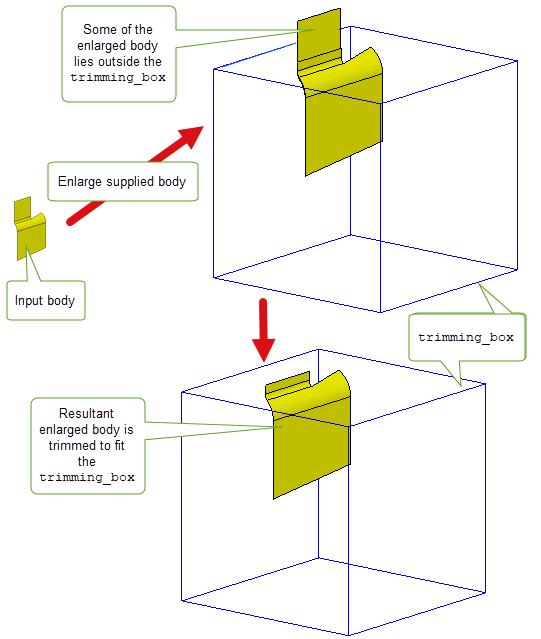 Some of the
enlarged body
lies outside the
trimming_box
Enlarge supplied body
Input body
trimming_box
Resultant
enlarged body is
trimmed to fit
the
trimming_box